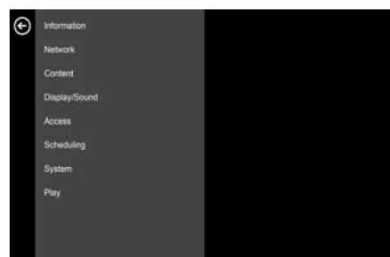 Information
Network
Content
Display/Sound
Access
Scheduling
System
Play